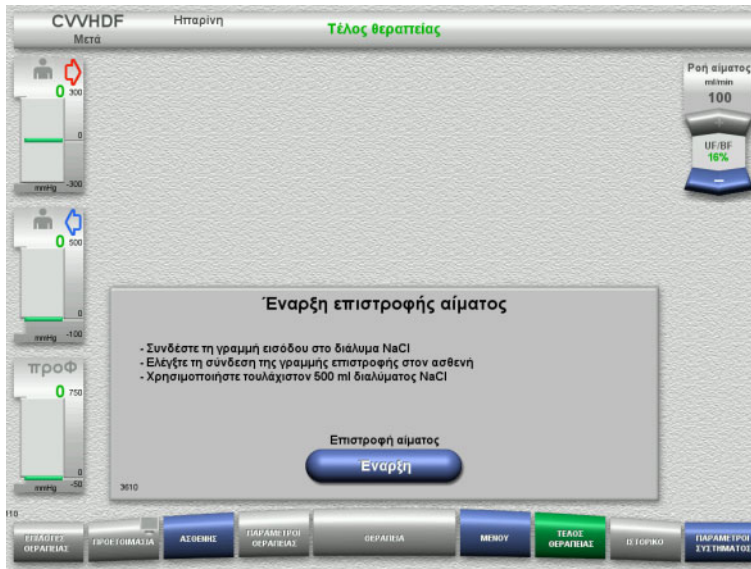 CVVHDF
Ηπαρίνη
Τέλος θεραπείας
Μετά
0
300
0
-300
mmHg
0
500
0
-100
mmHg
προΦ
0
750
0
-50
mmHg
Ροή αίματος
ml/min
100
+
UF/BF
16%
-
Έναρξη επιστροφής αίματος
- Συνδέστε τη γραμμή εισόδου στο διάλυμα NaCl
- Ελέγξτε τη σύνδεση της γραμμής επιστροφής στον ασθενή
- Χρησιμοποιήστε τουλάχιστον 500 ml διαλύματος NaCl
Επιστροφή αίματος
Έναρξη
3610
ΕΠΙΛΟΓΕΣ
ΘΕΡΑΠΕΙΑΣ
ΠΡΟΕΤΟΙΜΑΣΙΑ
ΑΣΘΕΝΗΣ
ΠΑΡΑΜΕΤΡΟΙ
ΘΕΡΑΠΕΙΑΣ
ΘΕΡΑΠΕΙΑ
ΜΕΝΟΥ
ΤΕΛΟΣ
ΘΕΡΑΠΕΙΑΣ
ΙΣΤΟΡΙΚΟ
ΠΑΡΑΜΕΤΡΟΙ
ΣΥΣΤΗΜΑΤΟΣ